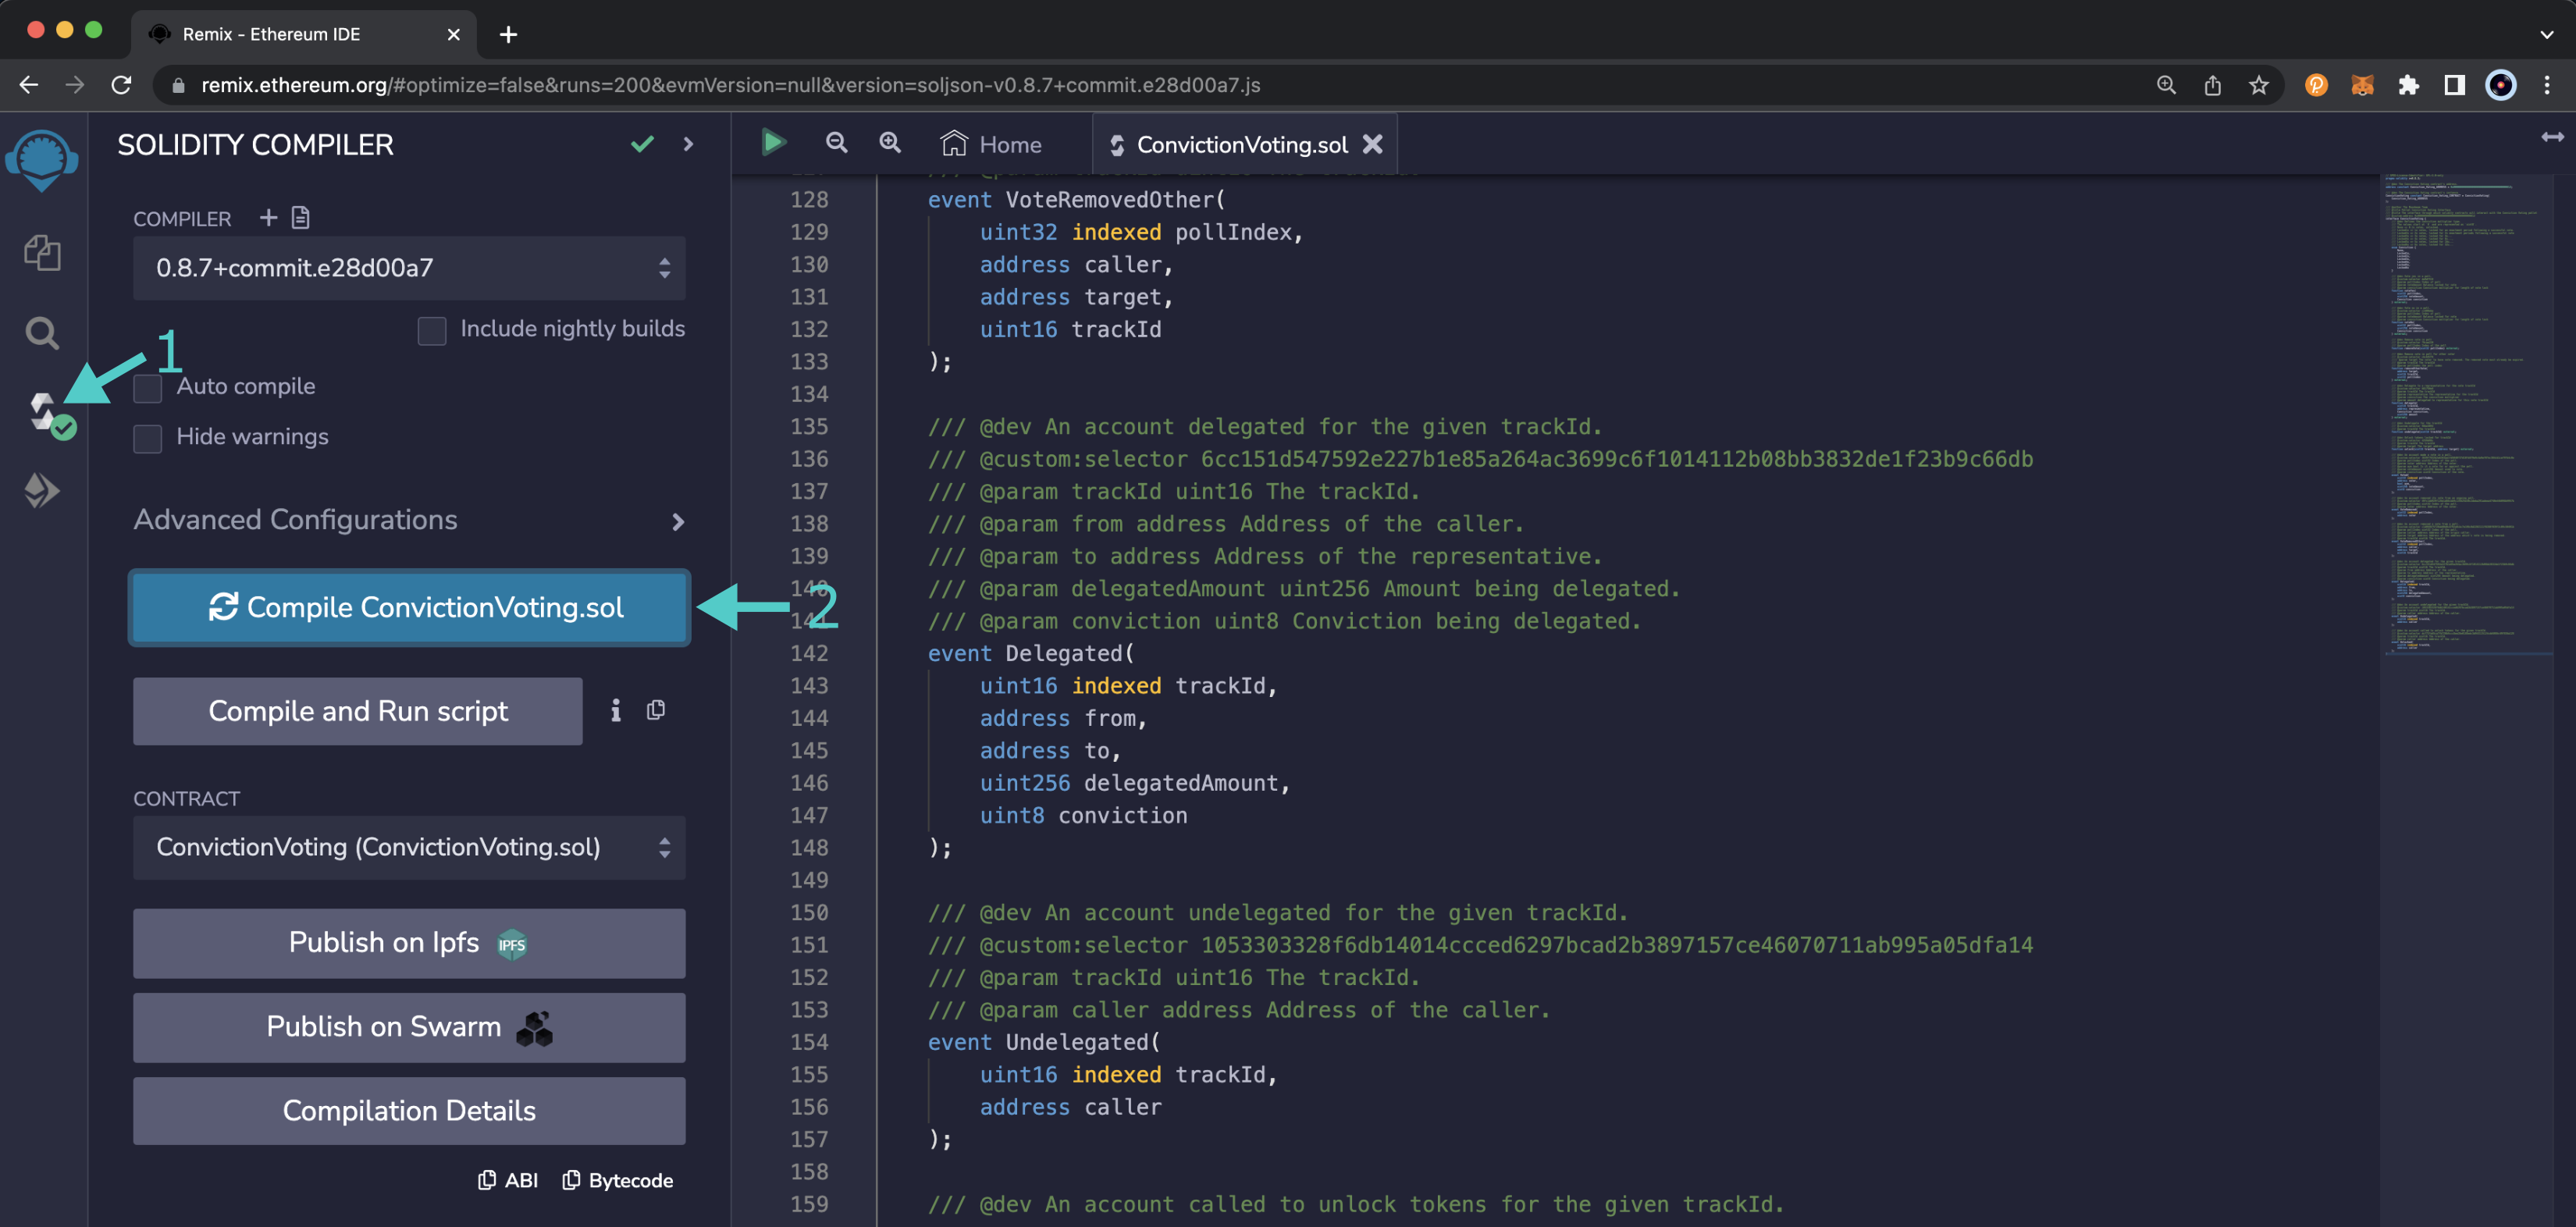 Remix - Ethereum IDE
remix.ethereum.org/#optimize=false&runs=200&evmVersion=null&version=soljson-v0.8.7+commit.e28d00a7.js
SOLIDITY COMPILER
COMPILER
0.8.7+commit.e28d00a7
Include nightly builds
1
Auto compile
Hide warnings
Advanced Configurations
Compile ConvictionVoting.sol
2
Compile and Run script
CONTRACT
ConvictionVoting (ConvictionVoting.sol)
Publish on Ipfs IPFS
Publish on Swarm
Compilation Details
ABI Bytecode
Home ConvictionVoting.sol
128 event VoteRemovedOther(
129 uint32 indexed pollIndex,
130 address caller,
131 address target,
132 uint16 trackId
133 );
134
135 /// @dev An account delegated for the given trackId.
136 /// @custom:selector 6cc151d547592e227b1e85a264ac3699c6f1014112b08bb3832de1f23b9c66db
137 /// @param trackId uint16 The trackId.
138 /// @param from address Address of the caller.
139 /// @param to address Address of the representative.
140 /// @param delegatedAmount uint256 Amount being delegated.
141 /// @param conviction uint8 Conviction being delegated.
142 event Delegated(
143 uint16 indexed trackId,
144 address from,
145 address to,
146 uint256 delegatedAmount,
147 uint8 conviction
148 );
149
150 /// @dev An account undelegated for the given trackId.
151 /// @custom:selector 1053303328f6db14014ccced6297bcad2b3897157ce46070711ab995a05dfa14
152 /// @param trackId uint16 The trackId.
153 /// @param caller address Address of the caller.
154 event Undelegated(
155 uint16 indexed trackId,
156 address caller
157 );
158
159 /// @dev An account called to unlock tokens for the given trackId.